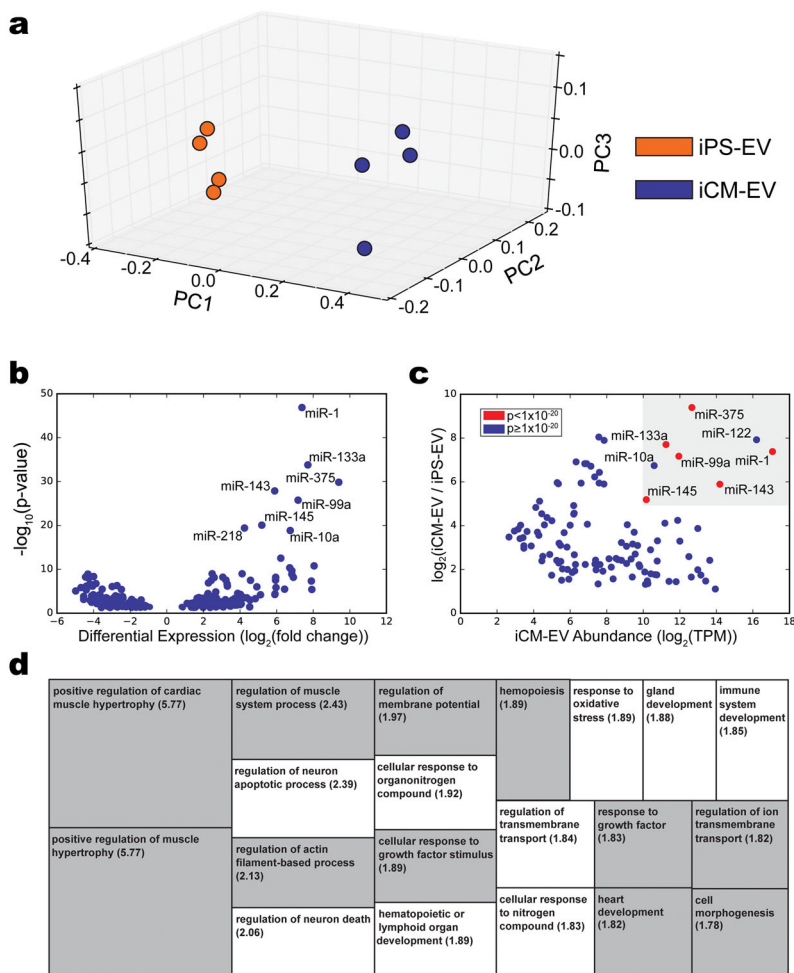 a
0.1
0.0
-0.1
PC3
-0.4
-0.2
0.0
0.2
0.4
PC1
-0.2
-0.1
0.0
0.1
0.2
PC2
iPS-EV
iCM-EV
b
50
40
30
20
10
0
-log10(p-value)
miR-1
miR-133a
miR-375
miR-143
miR-99a
miR-145
miR-218
miR-10a
−6 −4 −2 0 2 4 6 8 10 12
Differential Expression (log2(fold change))
c
10
8
6
4
2
0
log2(iCM-EV / iPS-EV)
p<1x10-20
p≥1x10-20
miR-375
miR-133a
miR-122
miR-10a
miR-99a
miR-1
miR-145
miR-143
0 2 4 6 8 10 12 14 16 18
iCM-EV Abundance (log2(TPM))
d
positive regulation of cardiac
muscle hypertrophy (5.77)
positive regulation of muscle
hypertrophy (5.77)
regulation of muscle
system process (2.43)
regulation of neuron
apoptotic process (2.39)
regulation of actin
filament-based process
(2.13)
regulation of neuron death
(2.06)
regulation of
membrane potential
(1.97)
cellular response to
organonitrogen
compound (1.92)
cellular response to
growth factor stimulus
(1.89)
hematopoietic or
lymphoid organ
development (1.89)
hemopoiesis
(1.89)
response to
oxidative
stress (1.89)
gland
development
(1.88)
immune
system
development
(1.85)
regulation of
transmembrane
transport (1.84)
response to
growth factor
(1.83)
regulation of ion
transmembrane
transport (1.82)
cellular response
to nitrogen
compound (1.83)
heart
development
(1.82)
cell
morphogenesis
(1.78)